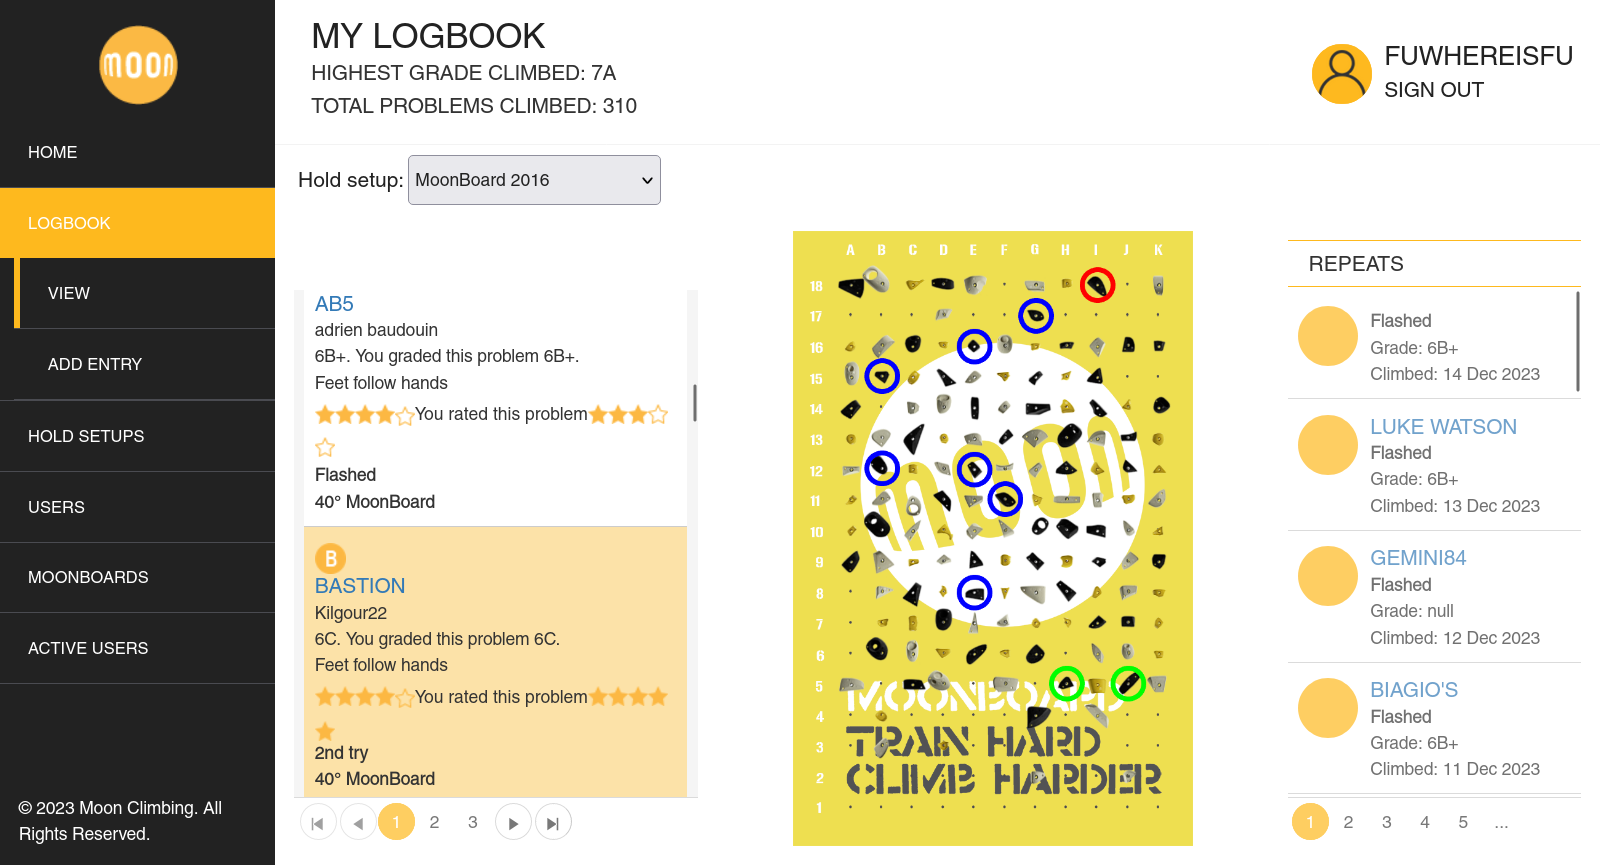 moon
HOME
LOGBOOK
VIEW
ADD ENTRY
HOLD SETUPS
USERS
MOONBOARDS
ACTIVE USERS
© 2023 Moon Climbing. All
Rights Reserved.
MY LOGBOOK
HIGHEST GRADE CLIMBED: 7A
TOTAL PROBLEMS CLIMBED: 310
FUWHEREISFU
SIGN OUT
Hold setup: MoonBoard 2016
AB5
adrien baudouin
6B+. You graded this problem 6B+.
Feet follow hands
You rated this problem
Flashed
40° MoonBoard
B
BASTION
Kilgour22
6C. You graded this problem 6C.
Feet follow hands
You rated this problem
2nd try
40° MoonBoard
1 2 3
A B C D E F G H I J K
18
17
16
15
14
13
12
11
10
9
8
7
6
5
4
3
2
1
moon
MOONBOARD
TRAIN HARD
CLIMB HARDER
REPEATS
Flashed
Grade: 6B+
Climbed: 14 Dec 2023
LUKE WATSON
Flashed
Grade: 6B+
Climbed: 13 Dec 2023
GEMINI84
Flashed
Grade: null
Climbed: 12 Dec 2023
BIAGIO'S
Flashed
Grade: 6B+
Climbed: 11 Dec 2023
1 2 3 4 5 ...